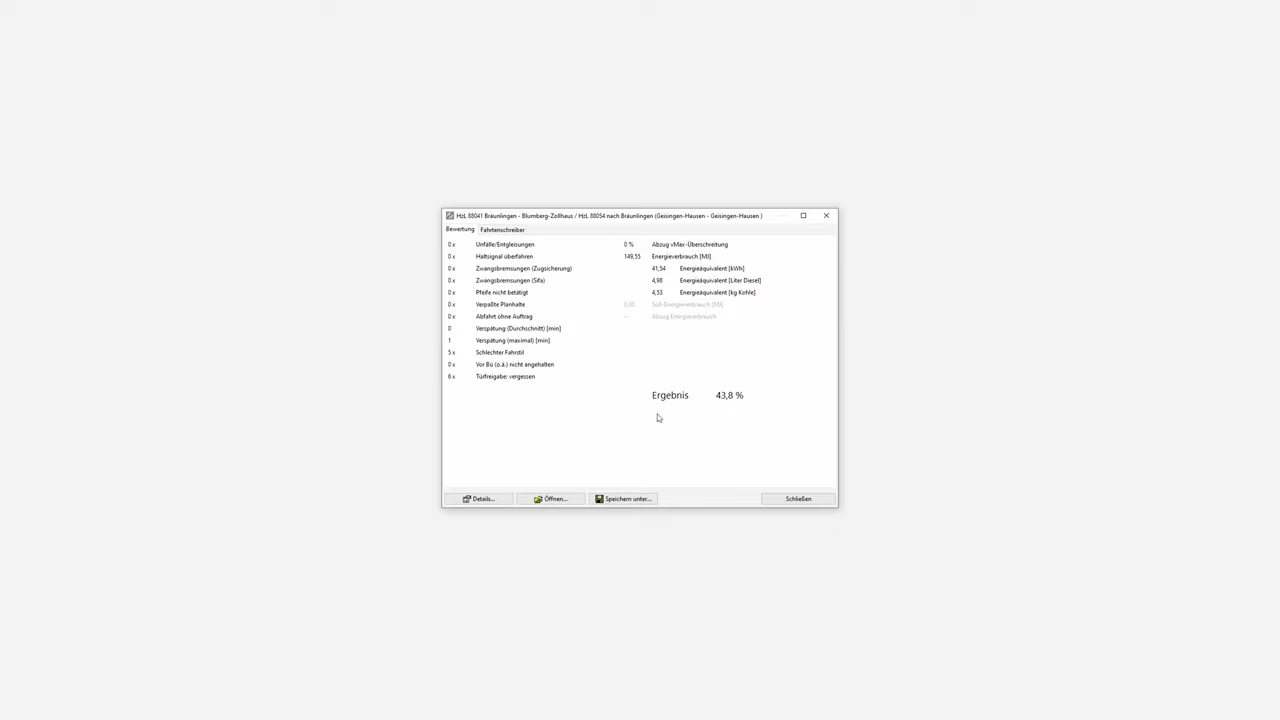 HzL 88041 Bräunlingen - Blumberg-Zollhaus / HzL 88054 nach Bräunlingen (Geisingen-Hausen - Geisingen-Hausen )
Bewertung Fahrtenschreiber
0 x Unfälle/Entgleisungen 0 % Abzug vMax-Überschreitung
0 x Haltsignal überfahren 149,55 Energieverbrauch [MJ]
0 x Zwangsbremsungen (Zugsicherung) 41,54 Energieäquivalent [kWh]
0 x Zwangsbremsungen (Sifa) 4,98 Energieäquivalent [Liter Diesel]
0 x Pfeife nicht betätigt 4,53 Energieäquivalent [kg Kohle]
0 x Verpaßte Planhalte 0,00 Soll-Energieverbrauch [MJ]
0 x Abfahrt ohne Auftrag --- Abzug Energieverbrauch
0 Verspätung (Durchschnitt) [min]
1 Verspätung (maximal) [min]
5 x Schlechter Fahrstil
0 x Vor Bü (o.ä.) nicht angehalten
6 x Türfreigabe: vergessen
Ergebnis 43,8 %
Details... Öffnen... Speichern unter... Schließen